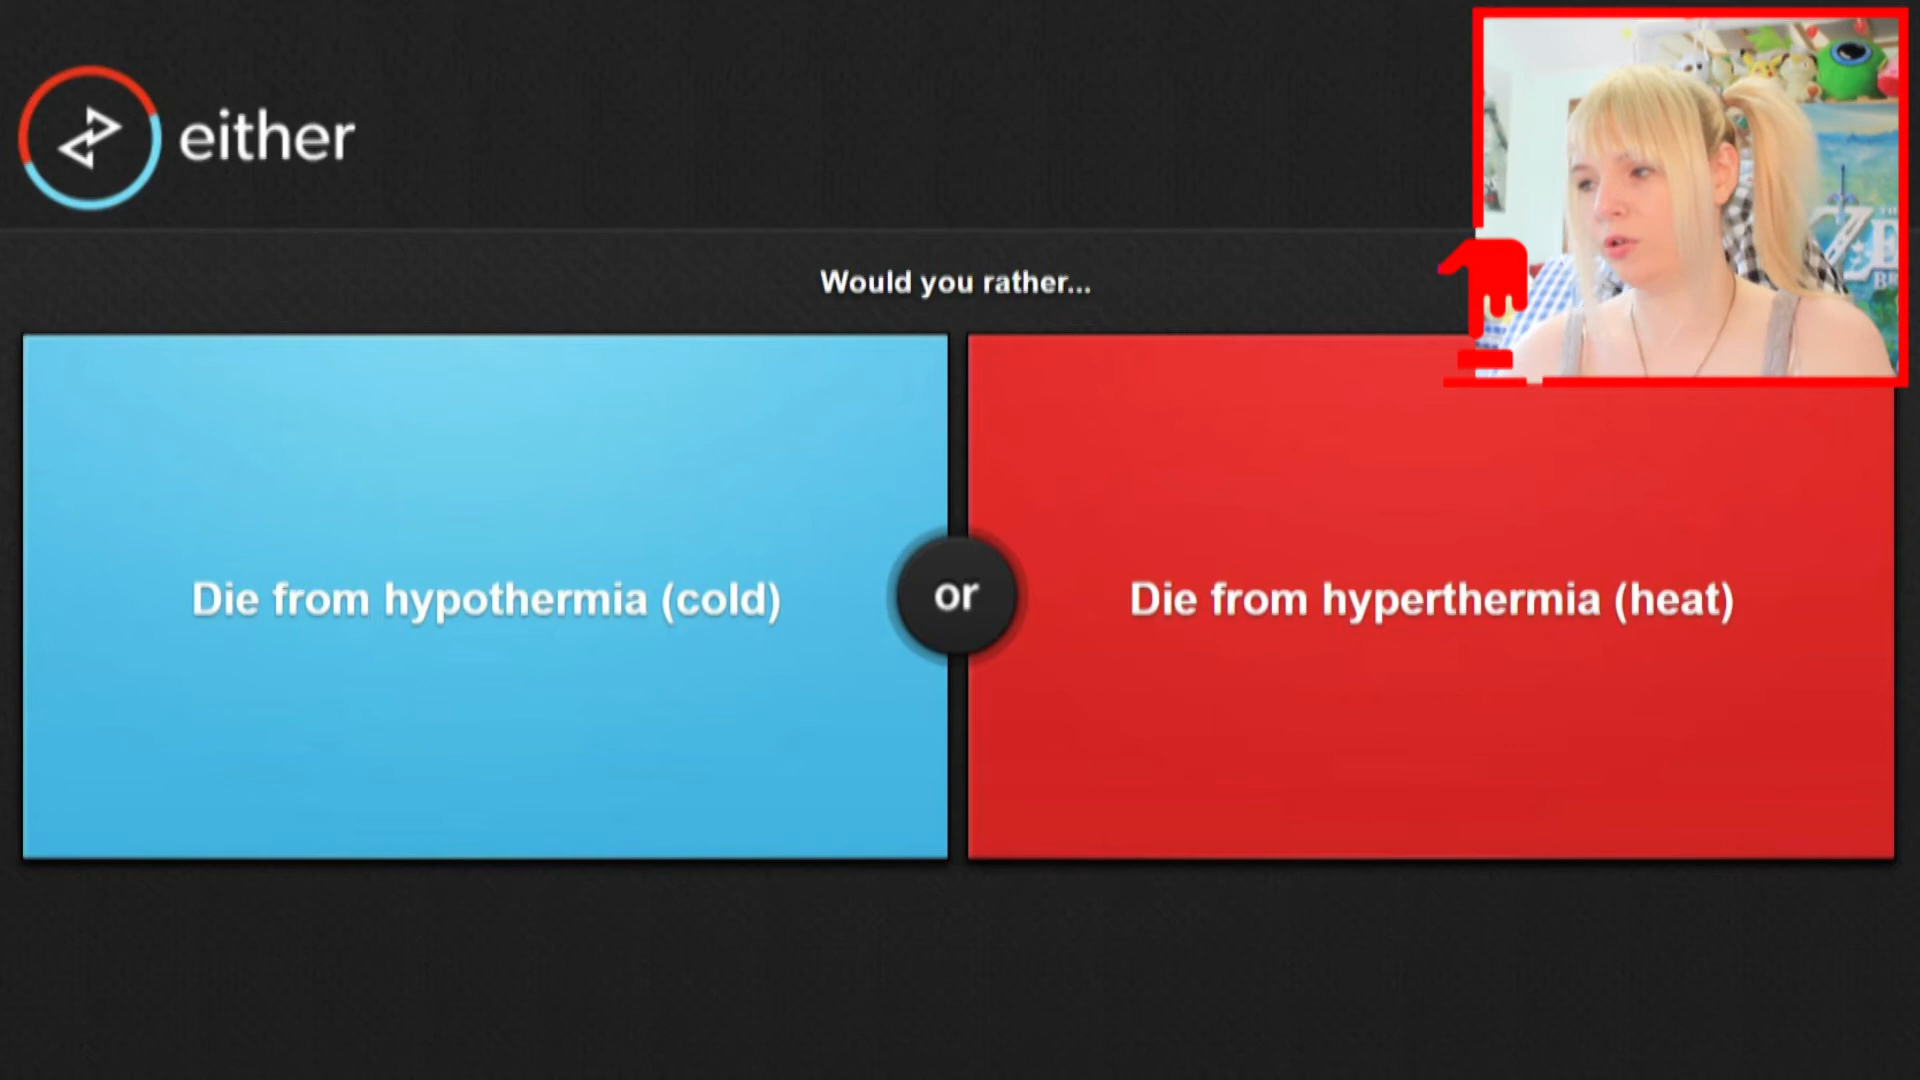 either
Would you rather...
Die from hypothermia (cold)
or
Die from hyperthermia (heat)